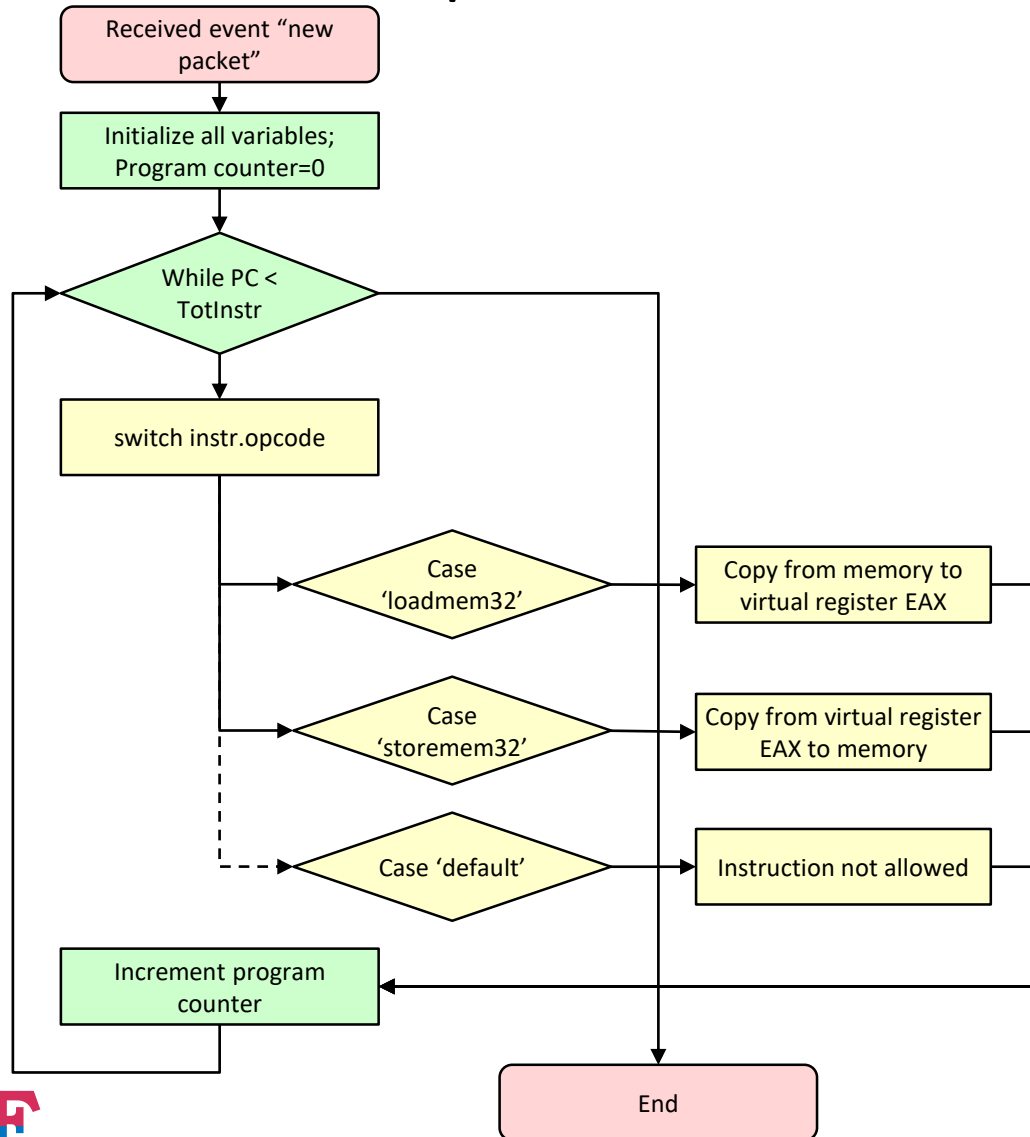 Received event “new
packet”
Initialize all variables;
Program counter=0
While PC <
TotInstr
switch instr.opcode
Case
‘loadmem32’
Copy from memory to
virtual register EAX
Case
‘storemem32’
Copy from virtual register
EAX to memory
Case ‘default’
Instruction not allowed
Increment program
counter
End